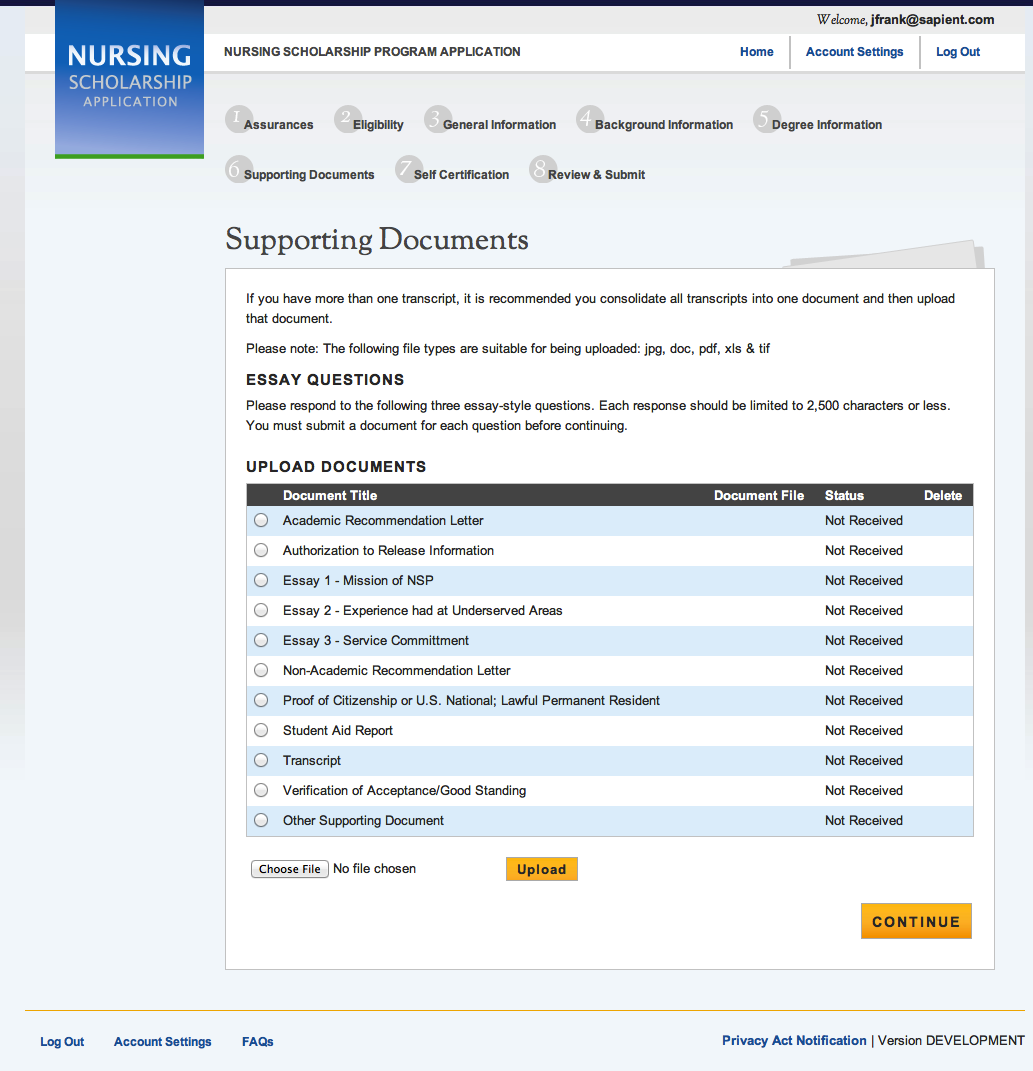 Welcome, jfrank@sapient.com
NURSING
SCHOLARSHIP
APPLICATION
NURSING SCHOLARSHIP PROGRAM APPLICATION
Home
Account Settings
Log Out
1 Assurances
2 Eligibility
3 General Information
4 Background Information
5 Degree Information
6 Supporting Documents
7 Self Certification
8 Review & Submit
Supporting Documents
If you have more than one transcript, it is recommended you consolidate all transcripts into one document and then upload
that document.
Please note: The following file types are suitable for being uploaded: jpg, doc, pdf, xls & tif
ESSAY QUESTIONS
Please respond to the following three essay-style questions. Each response should be limited to 2,500 characters or less.
You must submit a document for each question before continuing.
UPLOAD DOCUMENTS
Document Title Document File Status Delete
Academic Recommendation Letter Not Received
Authorization to Release Information Not Received
Essay 1 - Mission of NSP Not Received
Essay 2 - Experience had at Underserved Areas Not Received
Essay 3 - Service Committment Not Received
Non-Academic Recommendation Letter Not Received
Proof of Citizenship or U.S. National; Lawful Permanent Resident Not Received
Student Aid Report Not Received
Transcript Not Received
Verification of Acceptance/Good Standing Not Received
Other Supporting Document Not Received
Choose File No file chosen Upload
CONTINUE
Log Out Account Settings FAQs Privacy Act Notification | Version DEVELOPMENT